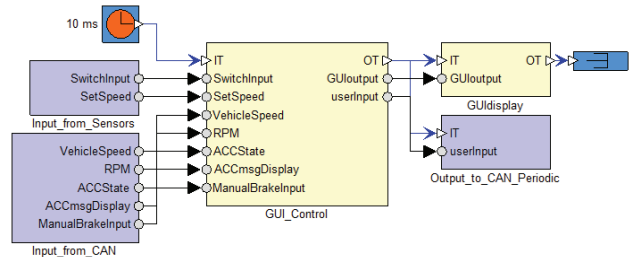 10 ms
SwitchInput
SetSpeed
Input_from_Sensors
VehicleSpeed
RPM
ACCState
ACCmsgDisplay
ManualBrakeInput
Input_from_CAN
IT
OT
SwitchInput
GUIoutput
SetSpeed
userInput
VehicleSpeed
RPM
ACCState
ACCmsgDisplay
ManualBrakeInput
GUI_Control
IT
OT
GUIoutput
GUIdisplay
IT
userInput
Output_to_CAN_Periodic